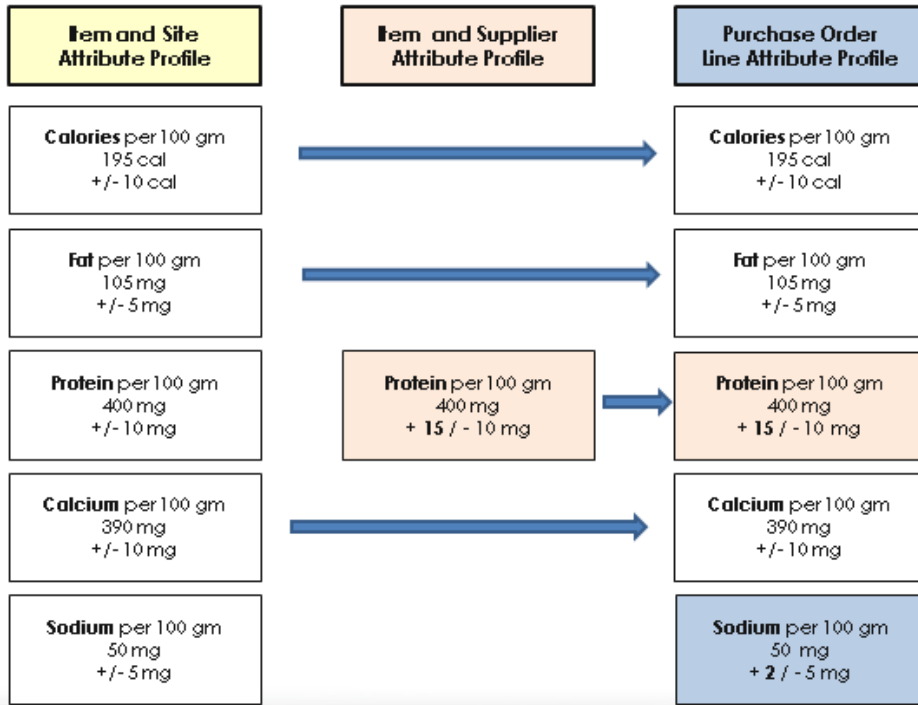 Item and Site
Attribute Profile
Item and Supplier
Attribute Profile
Purchase Order
Line Attribute Profile
Calories per 100 gm
195 cal
+/- 10 cal
Calories per 100 gm
195 cal
+/- 10 cal
Fat per 100 gm
105 mg
+/- 5 mg
Fat per 100 gm
105 mg
+/- 5 mg
Protein per 100 gm
400 mg
+/- 10 mg
Protein per 100 gm
400 mg
+ 15 / - 10 mg
Protein per 100 gm
400 mg
+ 15 / - 10 mg
Calcium per 100 gm
390 mg
+/- 10 mg
Calcium per 100 gm
390 mg
+/- 10 mg
Sodium per 100 gm
50 mg
+/- 5 mg
Sodium per 100 gm
50 mg
+ 2 / - 5 mg